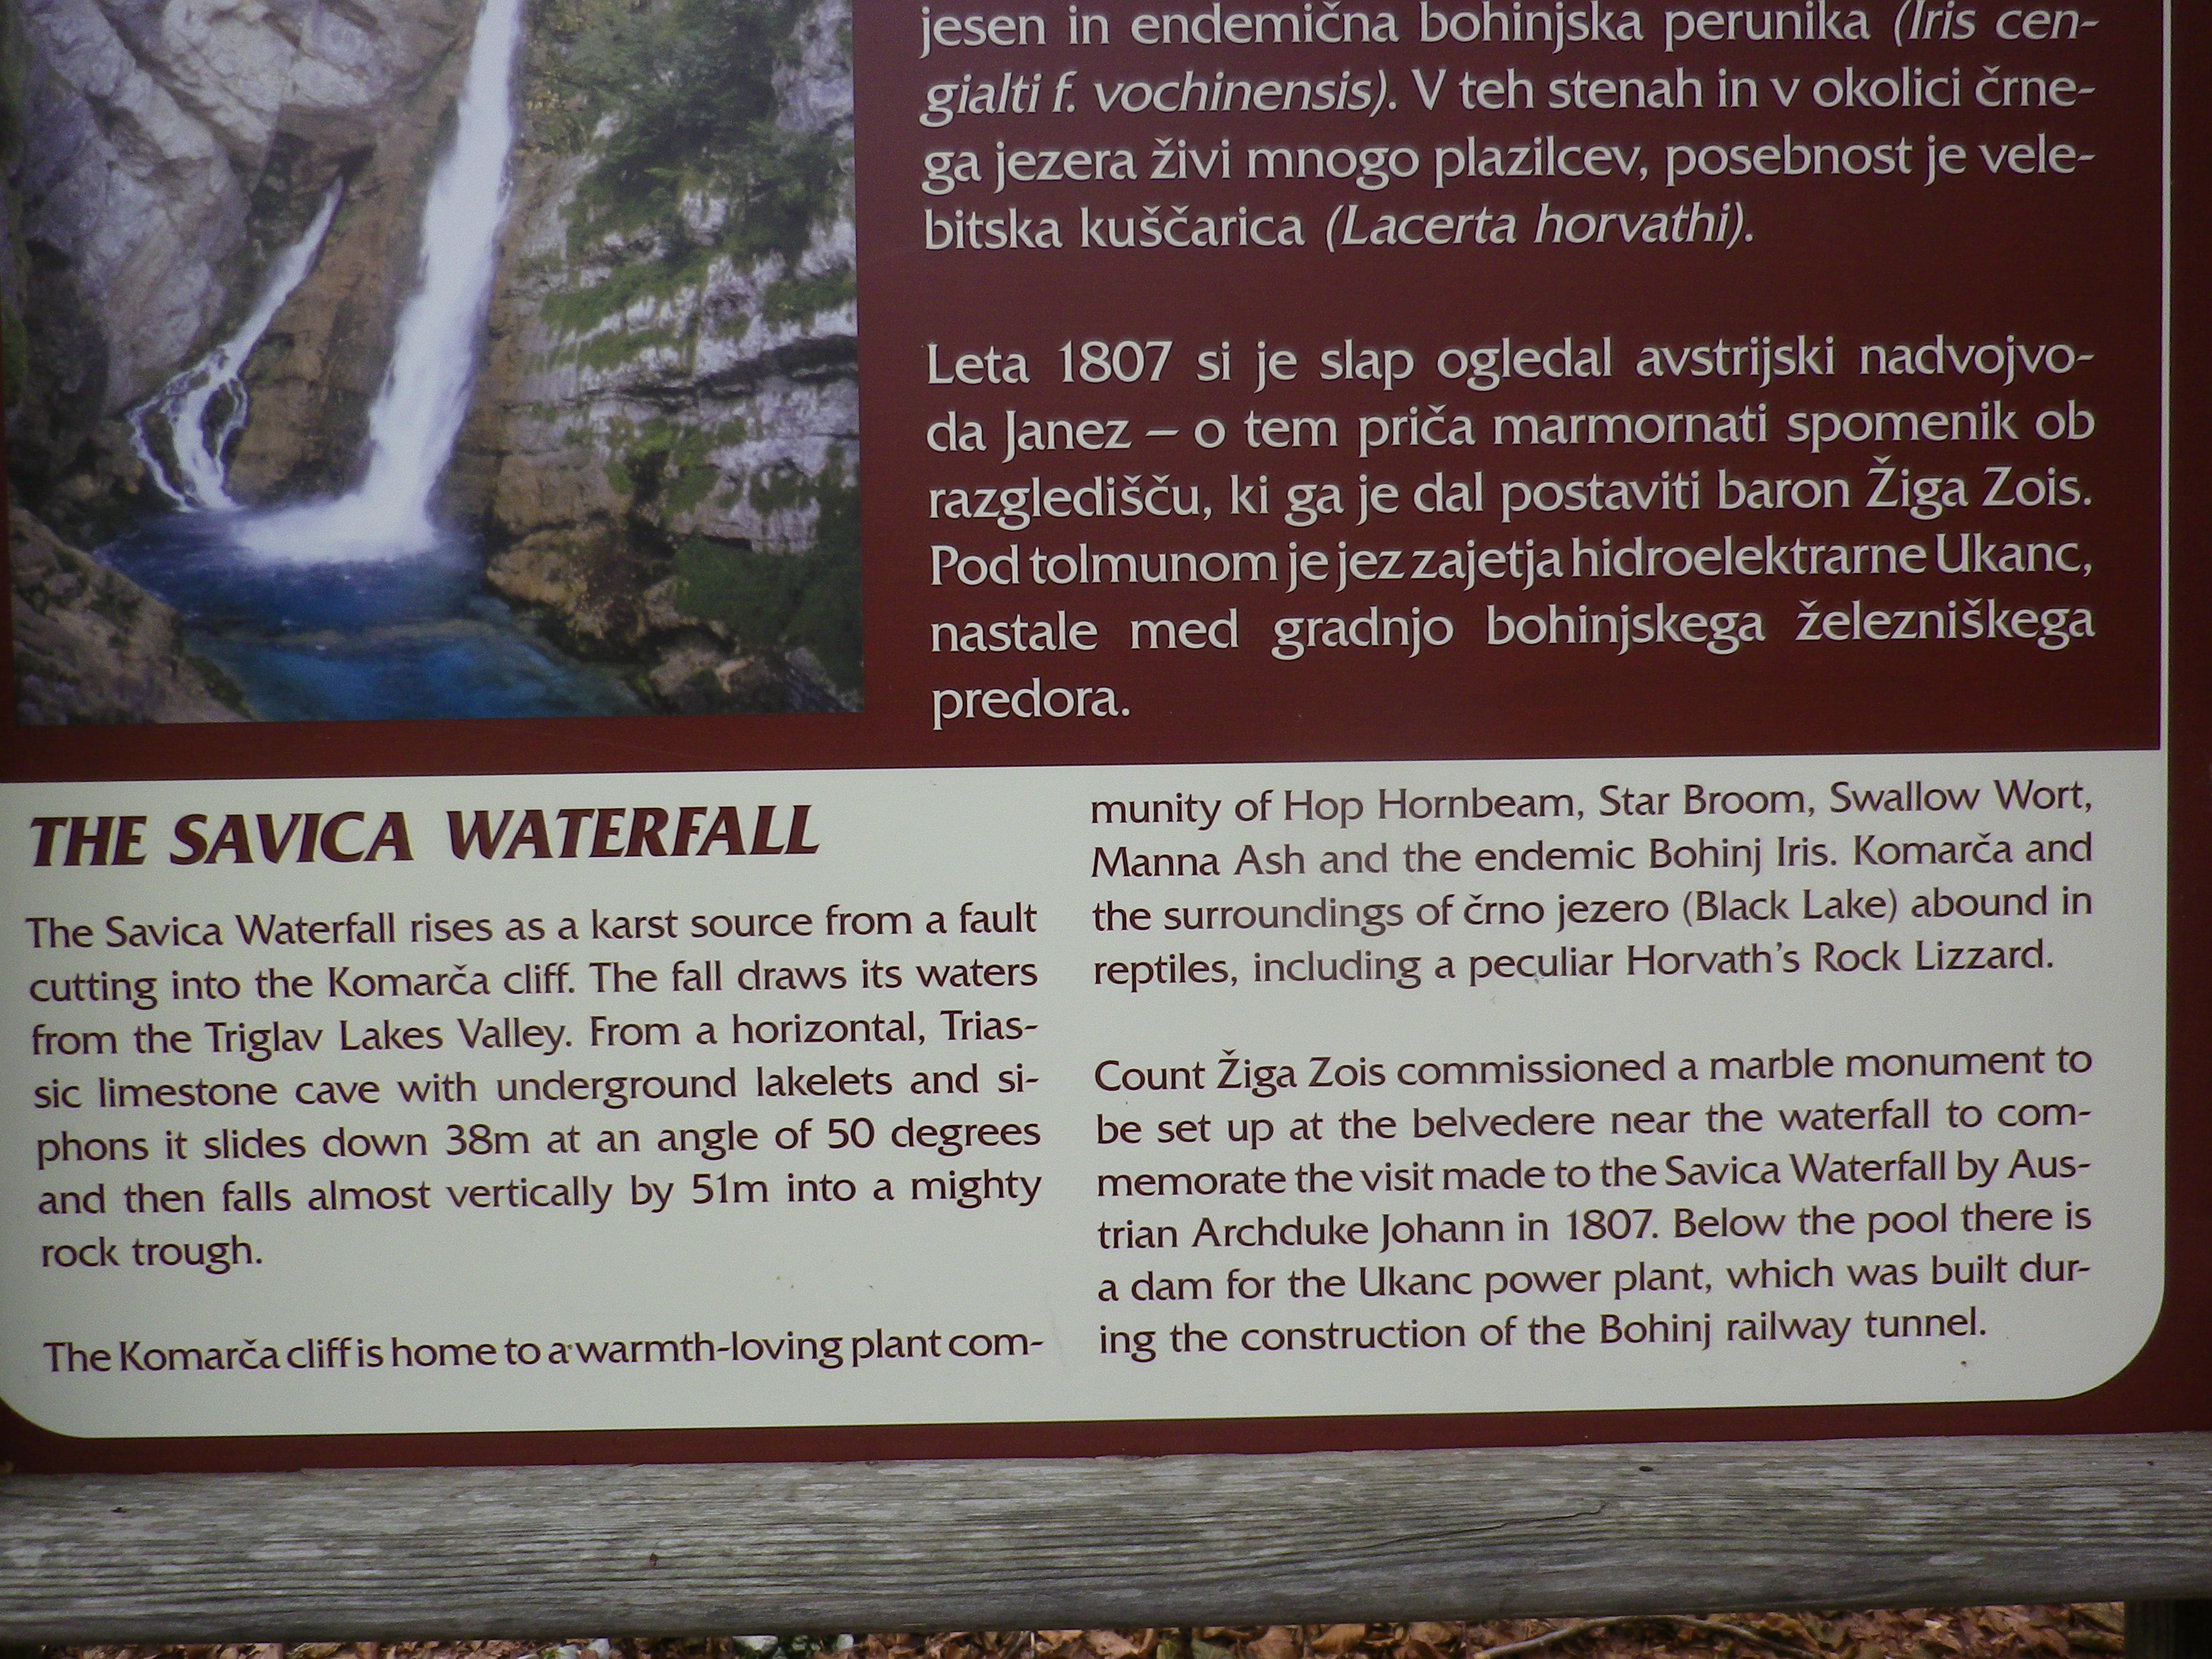 jesen in endemična bohinjska perunika (Iris cen-
gialti f. vochinensis). V teh stenah in v okolici črne-
ga jezera živi mnogo plazilcev, posebnost je vele-
bitska kuščarica (Lacerta horvathi).
Leta 1807 si je slap ogledal avstrijski nadvojvo-
da Janez – o tem priča marmornati spomenik ob
razgledišču, ki ga je dal postaviti baron Žiga Zois.
Pod tolmunom je jez zajetja hidroelektrarne Ukanc,
nastale med gradnjo bohinjskega železniškega
predora.
THE SAVICA WATERFALL
The Savica Waterfall rises as a karst source from a fault
cutting into the Komarča cliff. The fall draws its waters
from the Triglav Lakes Valley. From a horizontal, Trias-
sic limestone cave with underground lakelets and si-
phons it slides down 38m at an angle of 50 degrees
and then falls almost vertically by 51m into a mighty
rock trough.
The Komarča cliff is home to a warmth-loving plant com-
munity of Hop Hornbeam, Star Broom, Swallow Wort,
Manna Ash and the endemic Bohinj Iris. Komarča and
the surroundings of črno jezero (Black Lake) abound in
reptiles, including a peculiar Horvath's Rock Lizzard.
Count Žiga Zois commissioned a marble monument to
be set up at the belvedere near the waterfall to com-
memorate the visit made to the Savica Waterfall by Aus-
trian Archduke Johann in 1807. Below the pool there is
a dam for the Ukanc power plant, which was built dur-
ing the construction of the Bohinj railway tunnel.